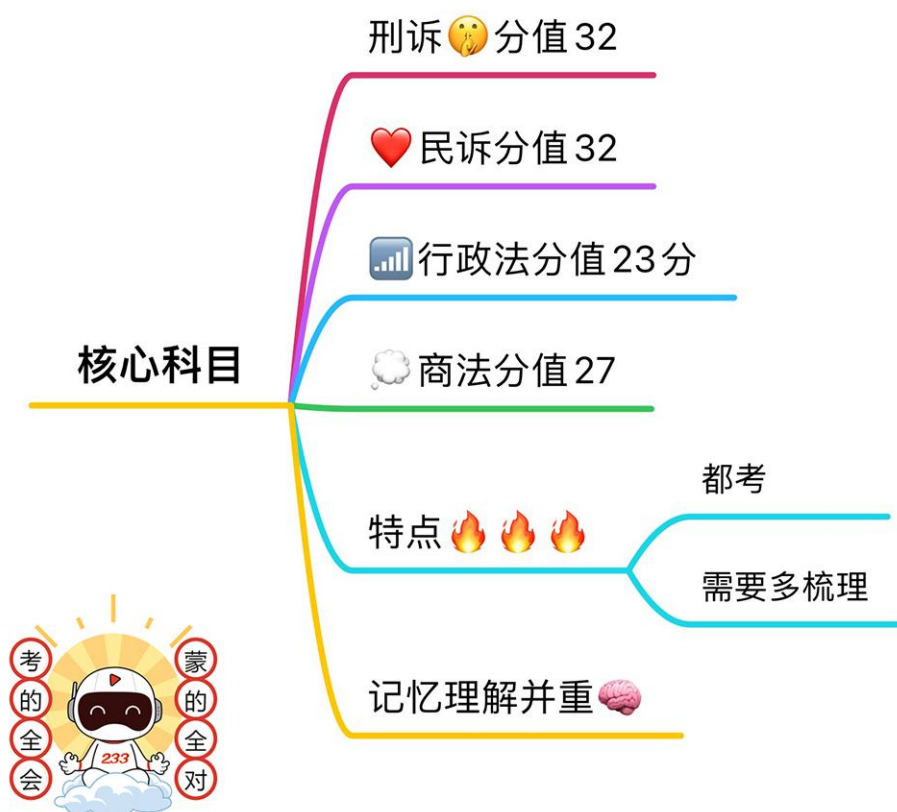 刑诉🤫分值32
❤️民诉分值32
📶行政法分值23分
核心科目
💭商法分值27
都考
特点🔥🔥🔥
需要多梳理
记忆理解并重🧠
考的全会
蒙的全对
233